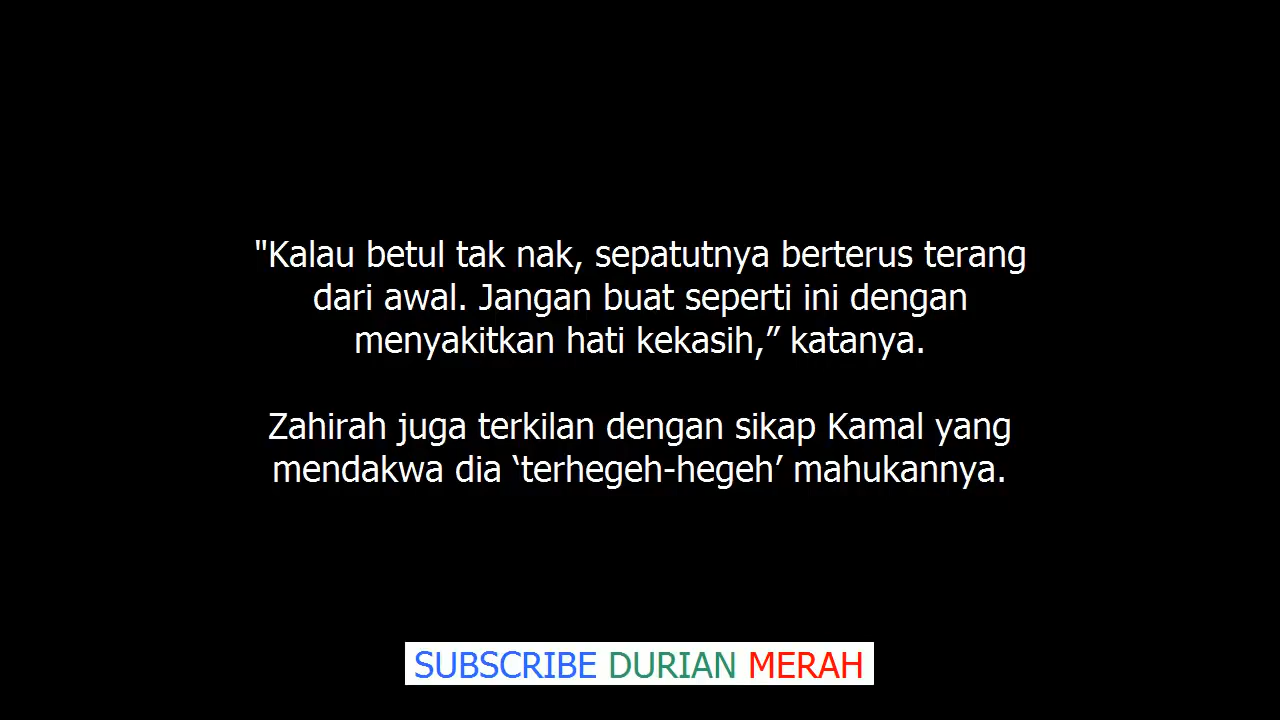 "Kalau betul tak nak, sepatutnya berterus terang
dari awal. Jangan buat seperti ini dengan
menyakitkan hati kekasih,” katanya.
Zahirah juga terkilan dengan sikap Kamal yang
mendakwa dia ‘terhegeh-hegeh’ mahukannya.
SUBSCRIBE DURIAN MERAH